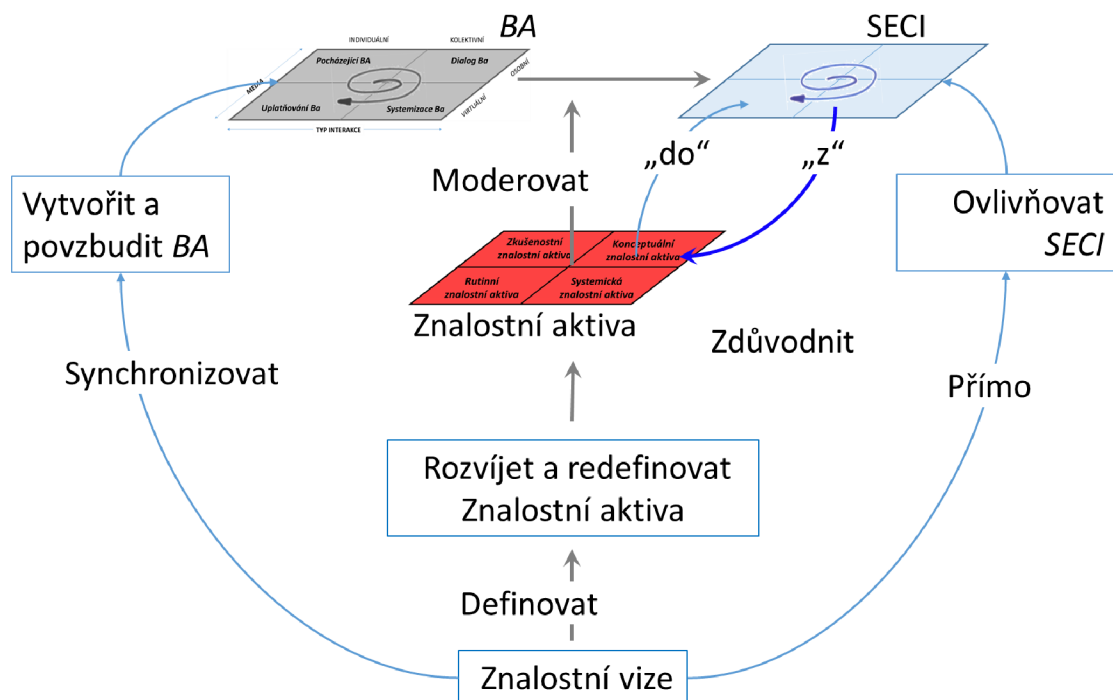 BA
SECI
INDIVIDUÁLNÍ
KOLEKTIVNÍ
Pocházející BA
Dialog Ba
MÉDIA
OSOBNÍ
Uplatňování Ba
Systemizace Ba
VIRTUÁLNÍ
TYP INTERAKCE
„do“
„z“
Moderovat
Vytvořit a
povzbudit BA
Ovlivňovat
SECI
Zkušenostní
znalostní aktiva
Konceptuální
znalostní aktiva
Rutinní
znalostní aktiva
Systemická
znalostní aktiva
Znalostní aktiva
Zdůvodnit
Synchronizovat
Přímo
Rozvíjet a redefinovat
Znalostní aktiva
Definovat
Znalostní vize